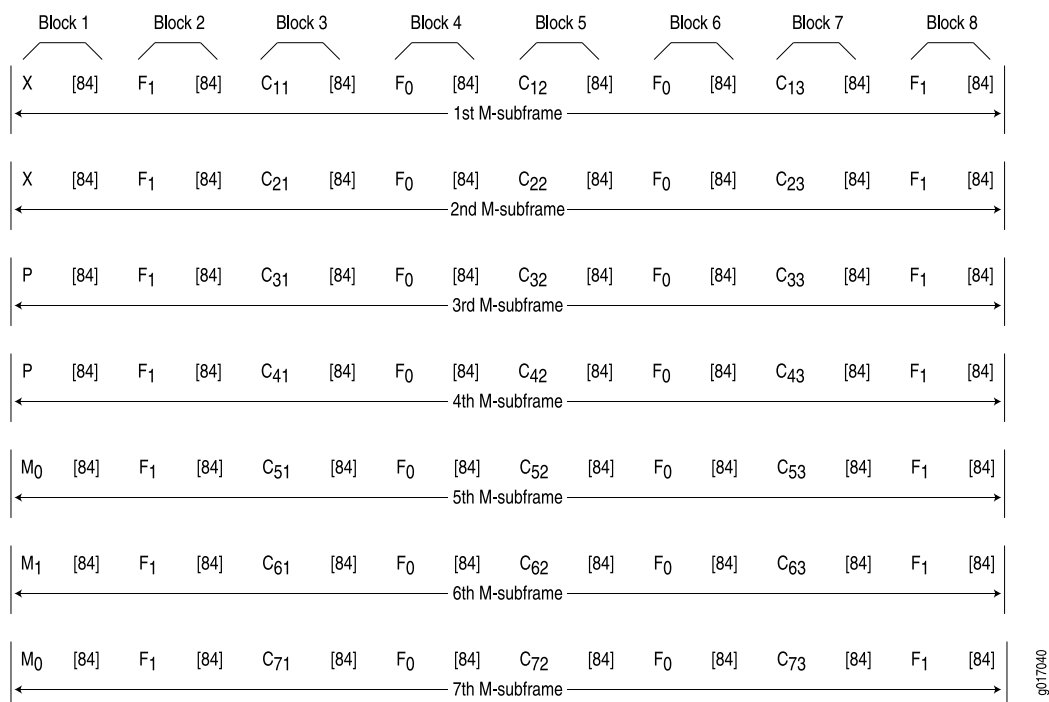 Block 1 Block 2 Block 3 Block 4 Block 5 Block 6 Block 7 Block 8
X [84] F1 [84] C11 [84] F0 [84] C12 [84] F0 [84] C13 [84] F1 [84]
1st M-subframe
X [84] F1 [84] C21 [84] F0 [84] C22 [84] F0 [84] C23 [84] F1 [84]
2nd M-subframe
P [84] F1 [84] C31 [84] F0 [84] C32 [84] F0 [84] C33 [84] F1 [84]
3rd M-subframe
P [84] F1 [84] C41 [84] F0 [84] C42 [84] F0 [84] C43 [84] F1 [84]
4th M-subframe
M0 [84] F1 [84] C51 [84] F0 [84] C52 [84] F0 [84] C53 [84] F1 [84]
5th M-subframe
M1 [84] F1 [84] C61 [84] F0 [84] C62 [84] F0 [84] C63 [84] F1 [84]
6th M-subframe
M0 [84] F1 [84] C71 [84] F0 [84] C72 [84] F0 [84] C73 [84] F1 [84]
7th M-subframe
g017040